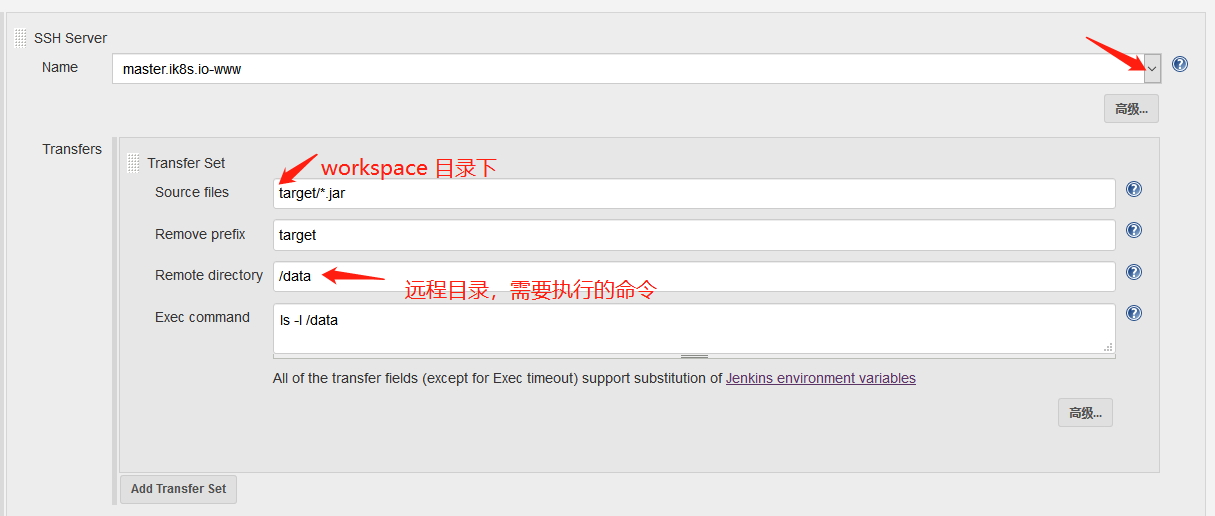 SSH Server
Name
master.ik8s.io-www
高级...
Transfers
Transfer Set
workspace 目录下
Source files
target/*.jar
Remove prefix
target
Remote directory
/data
远程目录，需要执行的命令
Exec command
ls -l /data
All of the transfer fields (except for Exec timeout) support substitution of Jenkins environment variables
高级...
Add Transfer Set